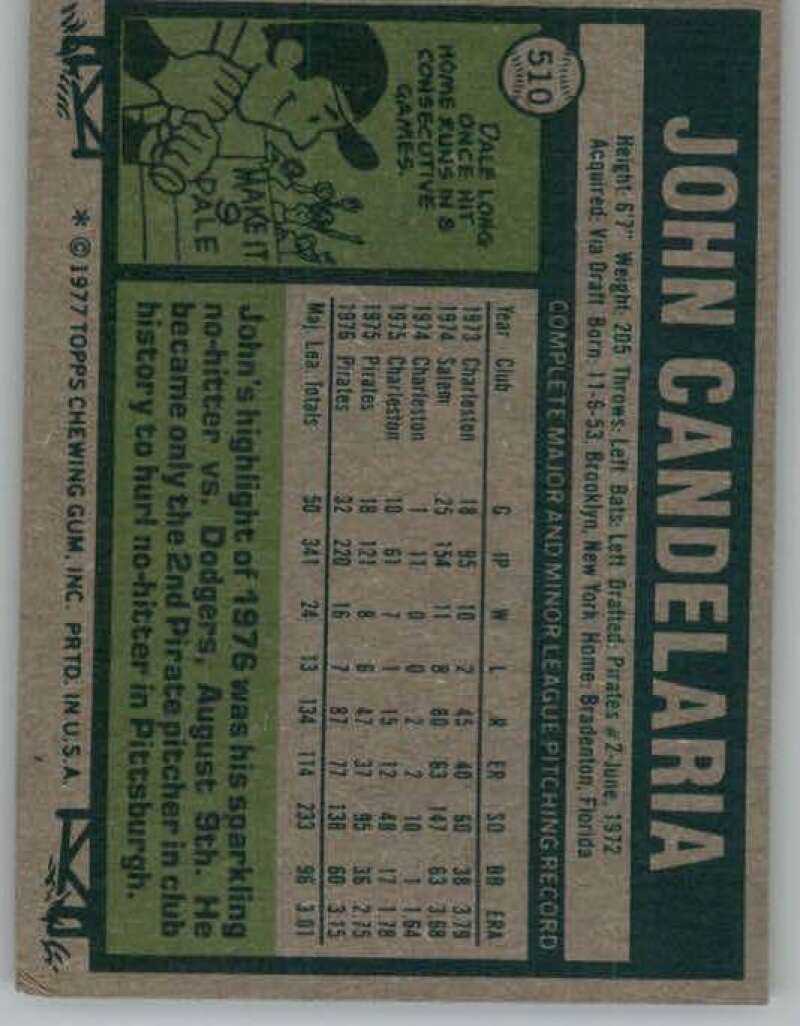 510
JOHN CANDELARIA
Height: 6'7" Weight: 205 Throws: Left Bats: Left Drafted: Pirates #2-June, 1972
Acquired: Via Draft Born: 11-6-53, Brooklyn, New York Home: Bradenton, Florida
COMPLETE MAJOR AND MINOR LEAGUE PITCHING RECORD
Year Club G IP W L R ER SO BB ERA
1973 Charleston 18 95 10 2 45 40 60 38 3.79
1974 Salem 25 154 11 8 80 63 147 63 3.68
1974 Charleston 1 11 0 0 2 2 10 1 1.64
1975 Charleston 10 61 7 1 15 12 48 17 1.78
1975 Pirates 18 121 8 6 47 37 95 36 2.75
1976 Pirates 32 220 16 7 87 77 138 60 3.15
Maj. Lea. Totals 50 341 24 13 134 114 233 96 3.01
DALE LONG
ONCE HIT
HOME RUNS IN 8
CONSECUTIVE
GAMES.
MAKE IT
9
DALE
John's highlight of 1976 was his sparkling
no-hitter vs. Dodgers, August 9th. He
became only the 2nd Pirate pitcher in club
history to hurl no-hitter in Pittsburgh.
* ©1977 TOPPS CHEWING GUM, INC. PRTD. IN U.S.A.